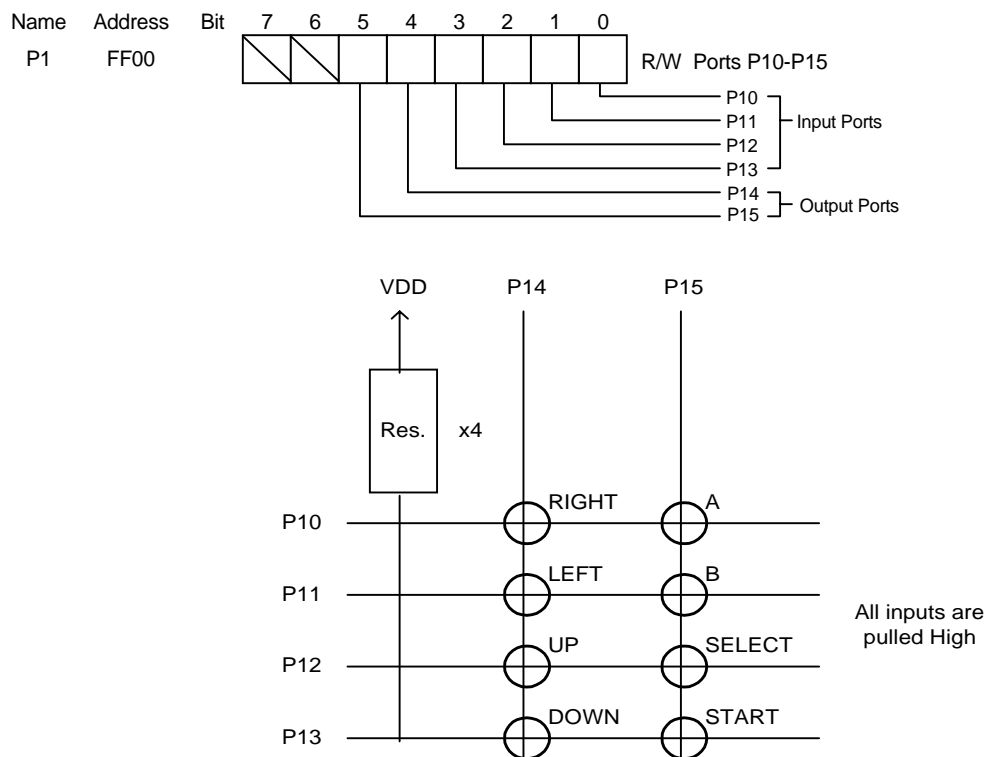 Name Address Bit 7 6 5 4 3 2 1 0
P1 FF00 R/W Ports P10-P15
P10
P11 Input Ports
P12
P13
P14
P15 Output Ports
VDD P14 P15
Res. x4
RIGHT A
P10
LEFT B
P11
All inputs are
pulled High
UP SELECT
P12
DOWN START
P13